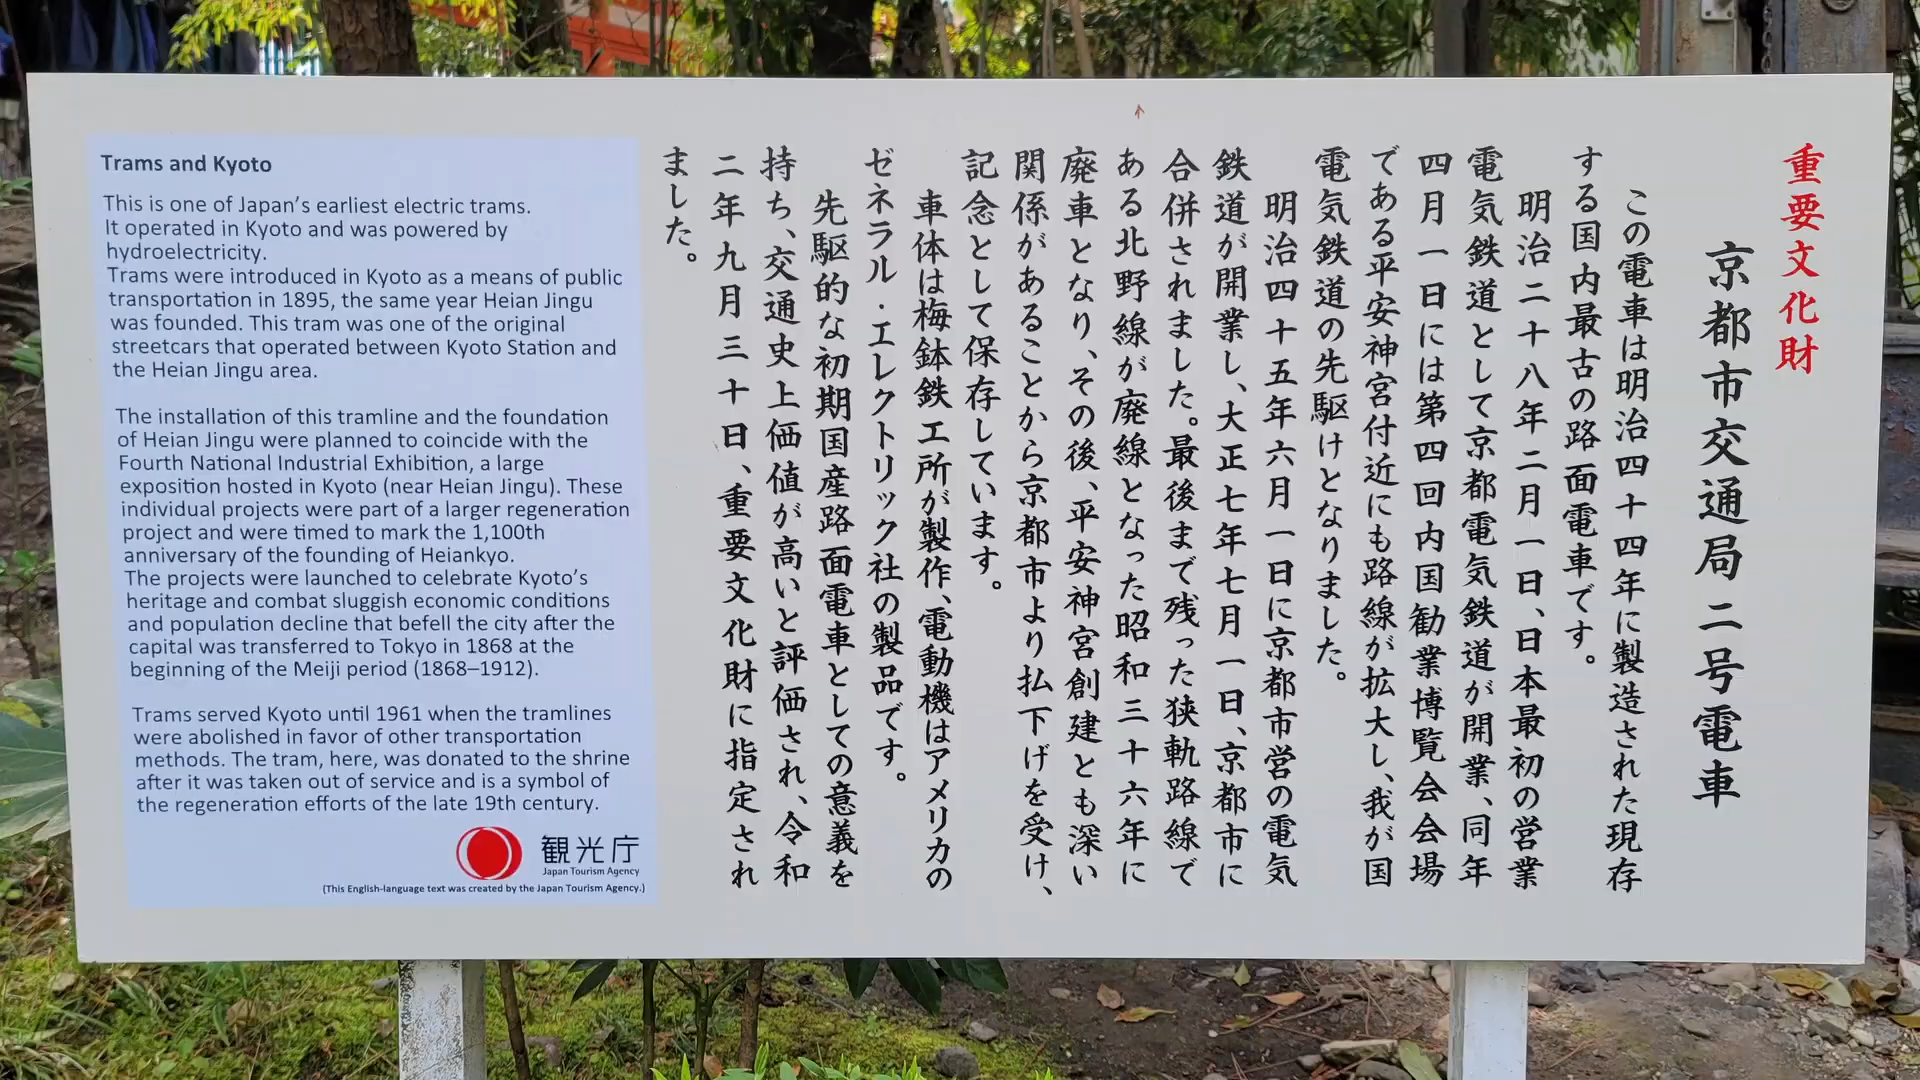 重要文化財
京都市交通局二号電車
この電車は明治四十四年に製造された現存
する国内最古の路面電車です。
明治二十八年二月一日、日本最初の営業
電気鉄道として京都電気鉄道が開業、同年
四月一日には第四回内国勧業博覧会会場
である平安神宮付近にも路線が拡大し、我が国
電気鉄道の先駆けとなりました。
明治四十五年六月一日に京都市営の電気
鉄道が開業し、大正七年七月一日、京都市に
合併されました。最後まで残った狭軌路線で
ある北野線が廃線となった昭和三十六年に
廃車となり、その後、平安神宮創建とも深い
関係があることから京都市より払下げを受け、
記念として保存しています。
車体は梅鉢鉄工所が製作、電動機はアメリカの
ゼネラル・エレクトリック社の製品です。
先駆的な初期国産路面電車としての意義を
持ち、交通史上価値が高いと評価され、令和
二年九月三十日、重要文化財に指定され
ました。
Trams and Kyoto
This is one of Japan's earliest electric trams.
It operated in Kyoto and was powered by
hydroelectricity.
Trams were introduced in Kyoto as a means of public
transportation in 1895, the same year Heian Jingu
was founded. This tram was one of the original
streetcars that operated between Kyoto Station and
the Heian Jingu area.
The installation of this tramline and the foundation
of Heian Jingu were planned to coincide with the
Fourth National Industrial Exhibition, a large
exposition hosted in Kyoto (near Heian Jingu). These
individual projects were part of a larger regeneration
project and were timed to mark the 1,100th
anniversary of the founding of Heiankyo.
The projects were launched to celebrate Kyoto's
heritage and combat sluggish economic conditions
and population decline that befell the city after the
capital was transferred to Tokyo in 1868 at the
beginning of the Meiji period (1868–1912).
Trams served Kyoto until 1961 when the tramlines
were abolished in favor of other transportation
methods. The tram, here, was donated to the shrine
after it was taken out of service and is a symbol of
the regeneration efforts of the late 19th century.
観光庁
Japan Tourism Agency
(This English-language text was created by the Japan Tourism Agency.)